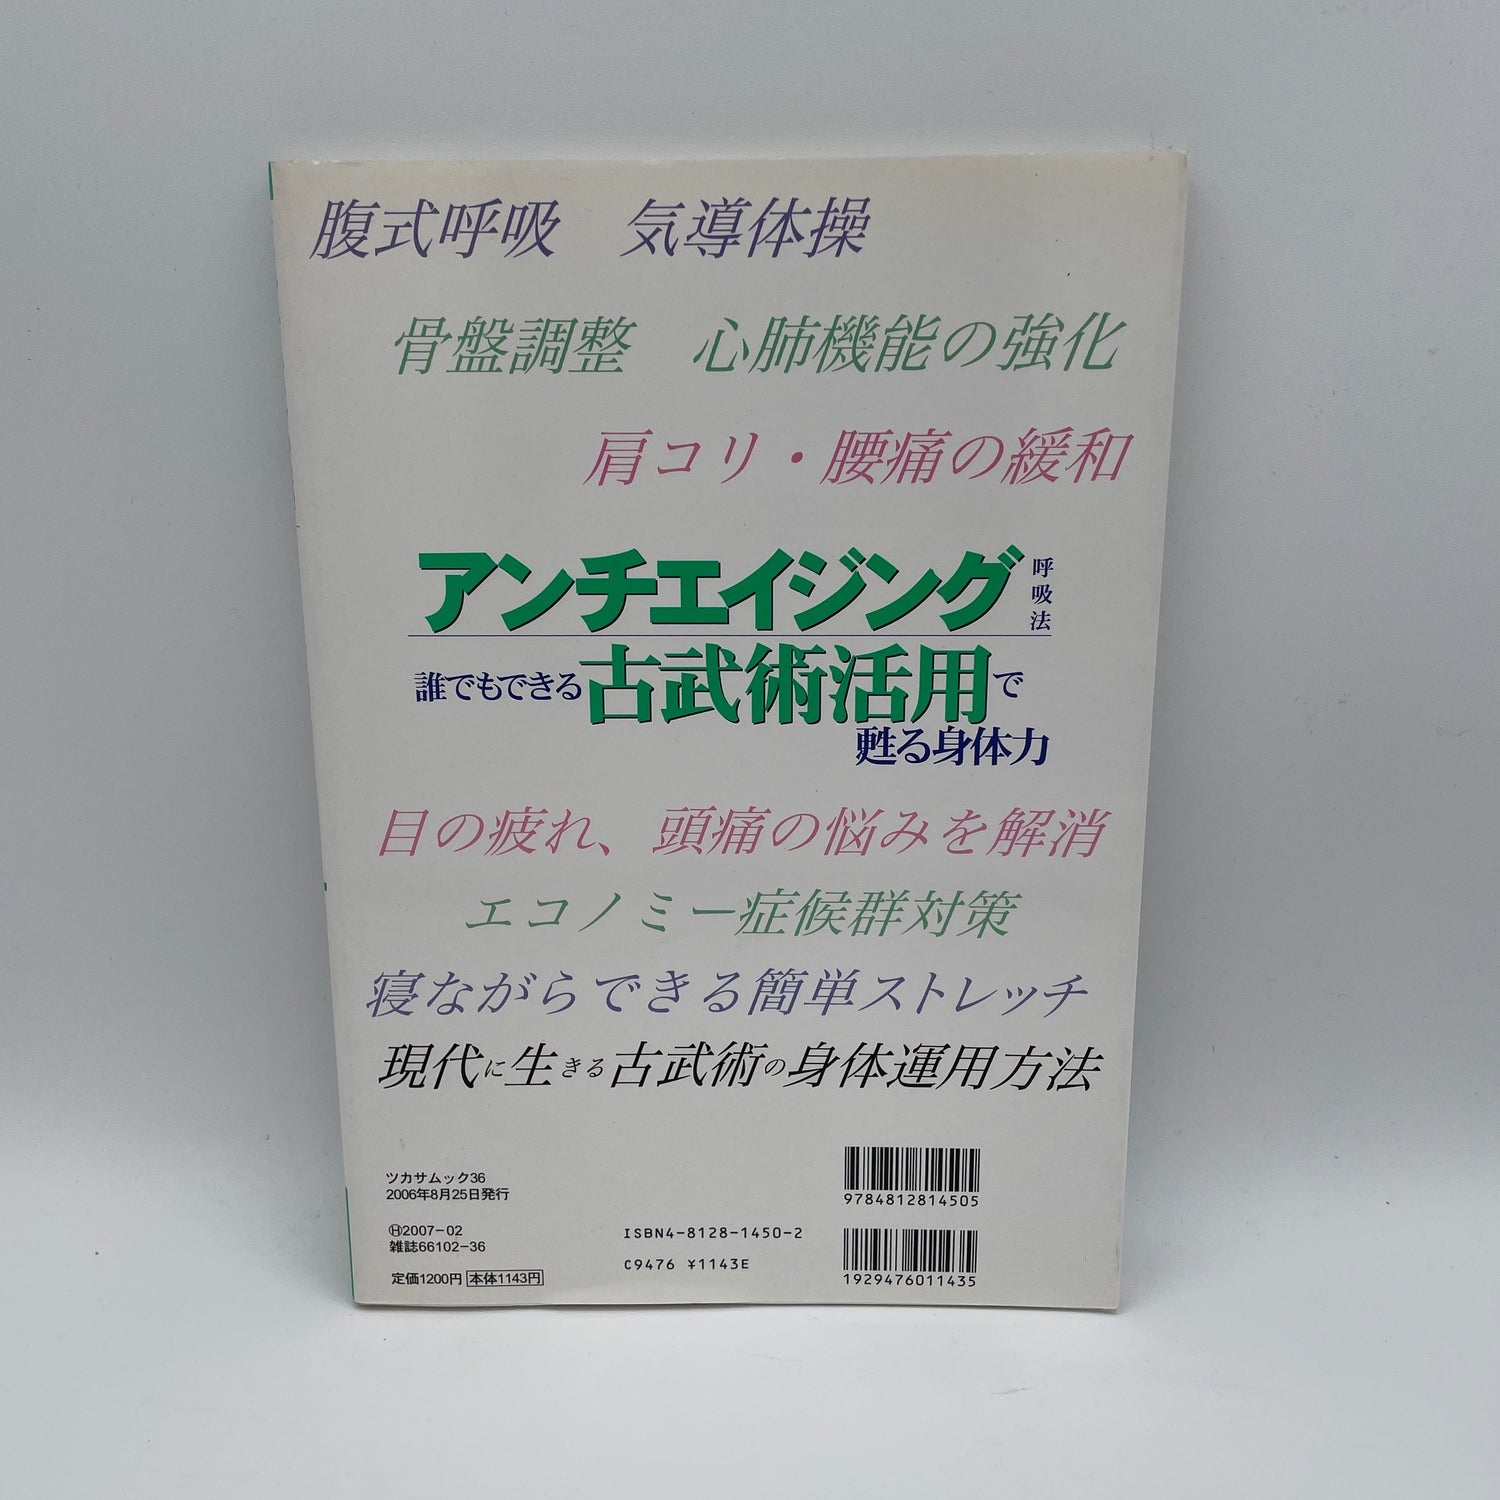 腹式呼吸　気導体操
骨盤調整　心肺機能の強化
肩コリ・腰痛の緩和
アンチエイジング
呼吸法
誰でもできる古武術活用で
甦る身体力
目の疲れ、頭痛の悩みを解消
エコノミー症候群対策
寝ながらできる簡単ストレッチ
現代に生きる古武術の身体運用方法
ツカサムック36
2006年8月25日発行
Ⓗ2007-02
雑誌66102-36
定価1200円 本体1143円
ISBN4-8128-1450-2
C9476 ¥1143E
9784812814505
1929476011435